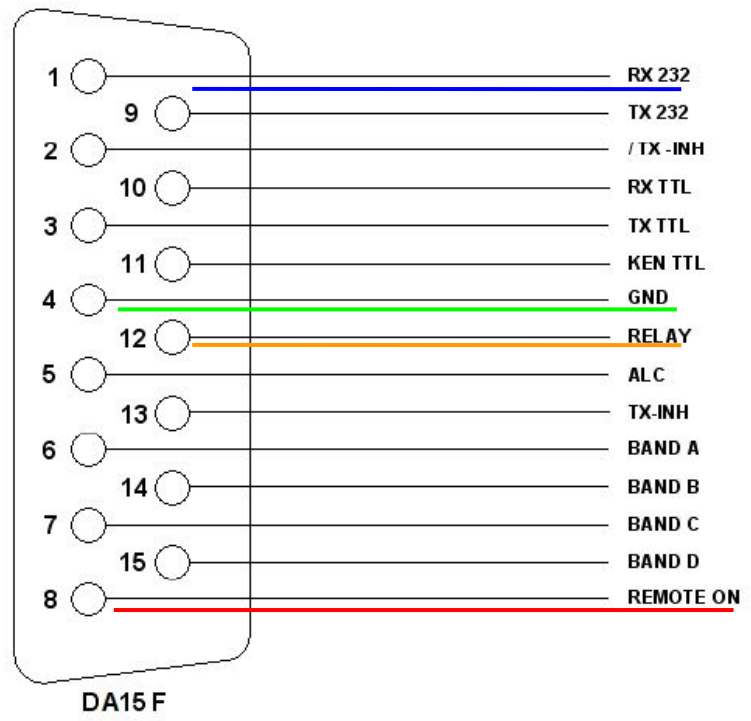 1 RX 232
9 TX 232
2 / TX -INH
10 RX TTL
3 TX TTL
11 KEN TTL
4 GND
12 RELAY
5 ALC
13 TX-INH
6 BAND A
14 BAND B
7 BAND C
15 BAND D
8 REMOTE ON
DA15 F